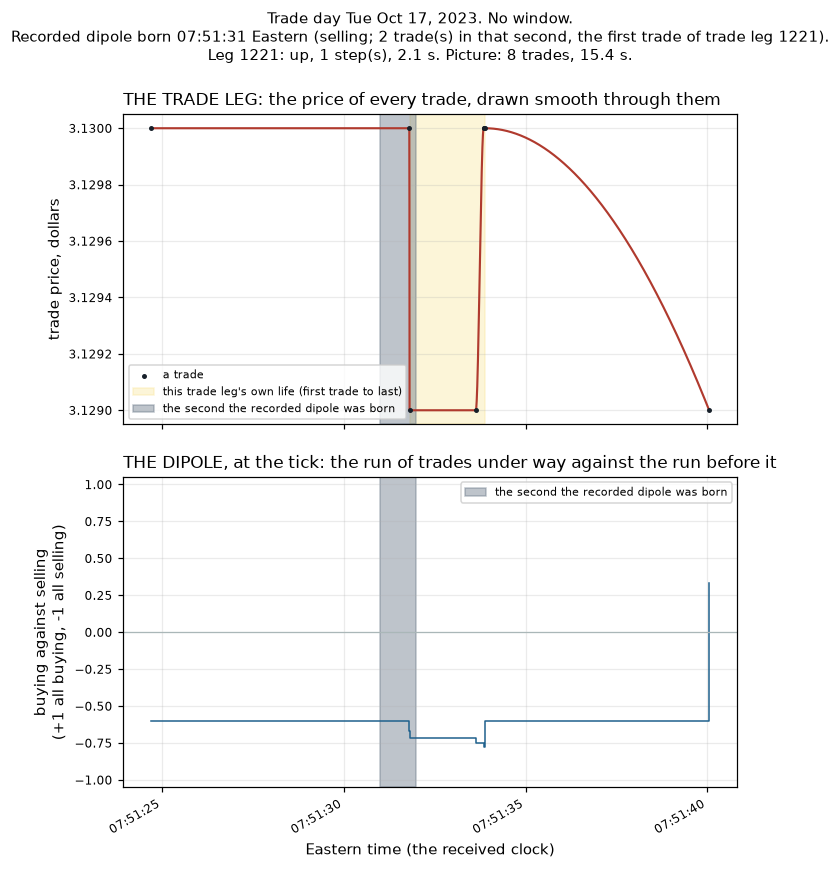 Trade day Tue Oct 17, 2023. No window.
Recorded dipole born 07:51:31 Eastern (selling; 2 trade(s) in that second, the first trade of trade leg 1221).
Leg 1221: up, 1 step(s), 2.1 s. Picture: 8 trades, 15.4 s.
THE TRADE LEG: the price of every trade, drawn smooth through them
trade price, dollars
3.1300
3.1298
3.1296
3.1294
3.1292
3.1290
a trade
this trade leg's own life (first trade to last)
the second the recorded dipole was born
THE DIPOLE, at the tick: the run of trades under way against the run before it
buying against selling
(+1 all buying, -1 all selling)
1.00
0.75
0.50
0.25
0.00
−0.25
−0.50
−0.75
−1.00
the second the recorded dipole was born
07:51:25
07:51:30
07:51:35
07:51:40
Eastern time (the received clock)